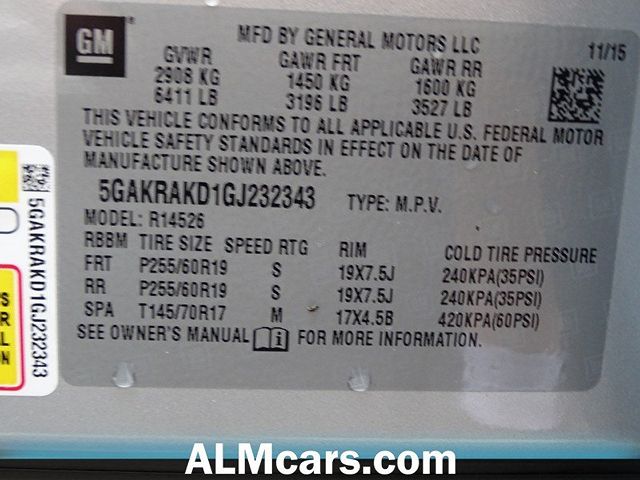 GM
MFD BY GENERAL MOTORS LLC
11/15
GVWR GAWR FRT GAWR RR
2908 KG 1450 KG 1600 KG
6411 LB 3196 LB 3527 LB
THIS VEHICLE CONFORMS TO ALL APPLICABLE U.S. FEDERAL MOTOR
VEHICLE SAFETY STANDARDS IN EFFECT ON THE DATE OF
MANUFACTURE SHOWN ABOVE.
5GAKRAKD1GJ232343 TYPE: M.P.V.
MODEL: R14526
RBBM TIRE SIZE SPEED RTG RIM COLD TIRE PRESSURE
FRT P255/60R19 S 19X7.5J 240KPA(35PSI)
RR P255/60R19 S 19X7.5J 240KPA(35PSI)
SPA T145/70R17 M 17X4.5B 420KPA(60PSI)
SEE OWNER'S MANUAL FOR MORE INFORMATION.
5GAKRAKD1GJ232343
ALMcars.com